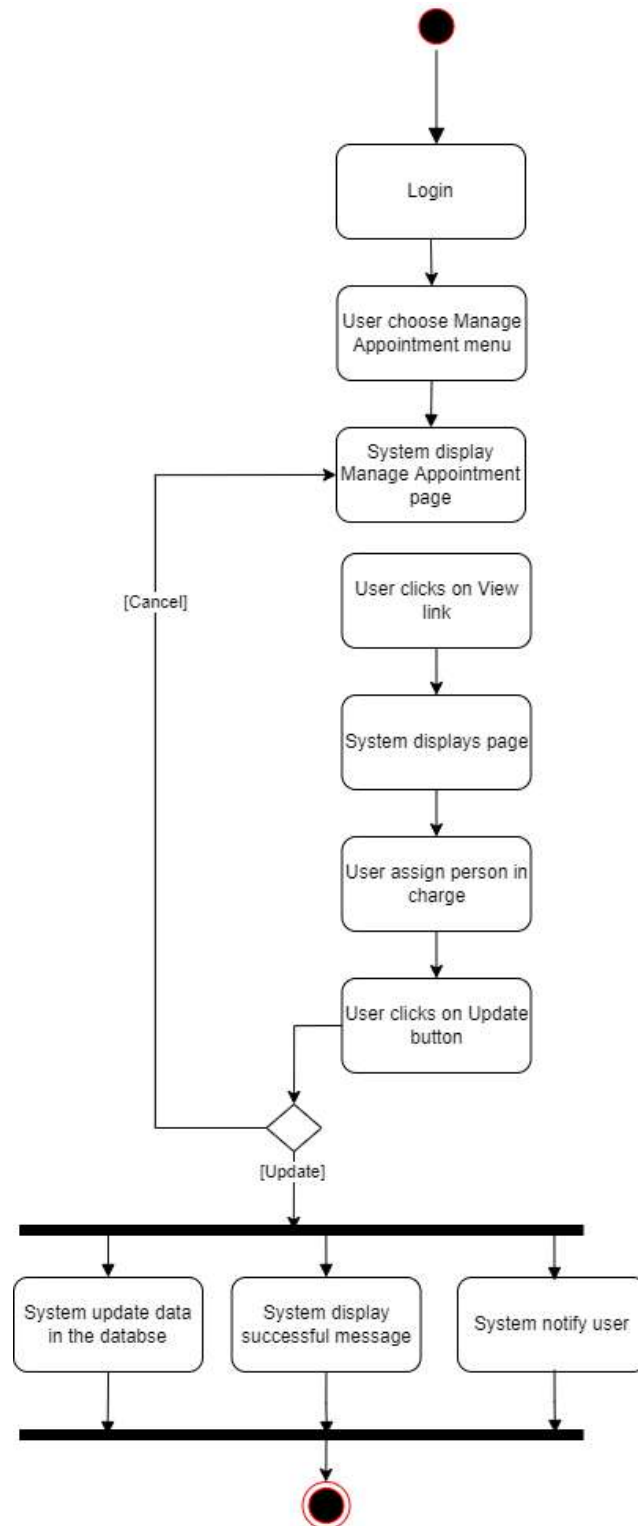 Login
User choose Manage
Appointment menu
System display
Manage Appointment
page
[Cancel]
User clicks on View
link
System displays page
User assign person in
charge
User clicks on Update
button
[Update]
System update data
in the databse
System display
successful message
System notify user